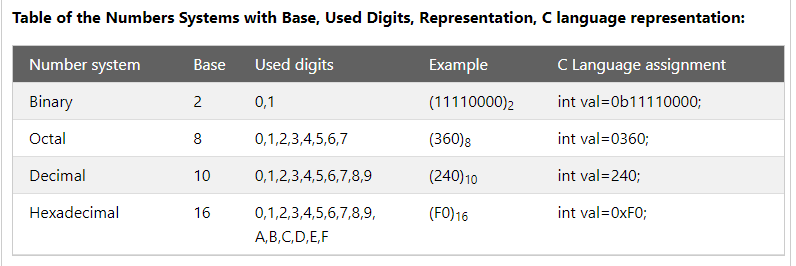 Table of the Numbers Systems with Base, Used Digits, Representation, C language representation:
Number system Base Used digits Example C Language assignment
Binary 2 0,1 (11110000)₂ int val=0b11110000;
Octal 8 0,1,2,3,4,5,6,7 (360)₈ int val=0360;
Decimal 10 0,1,2,3,4,5,6,7,8,9 (240)₁₀ int val=240;
Hexadecimal 16 0,1,2,3,4,5,6,7,8,9, (F0)₁₆ int val=0xF0;
A,B,C,D,E,F